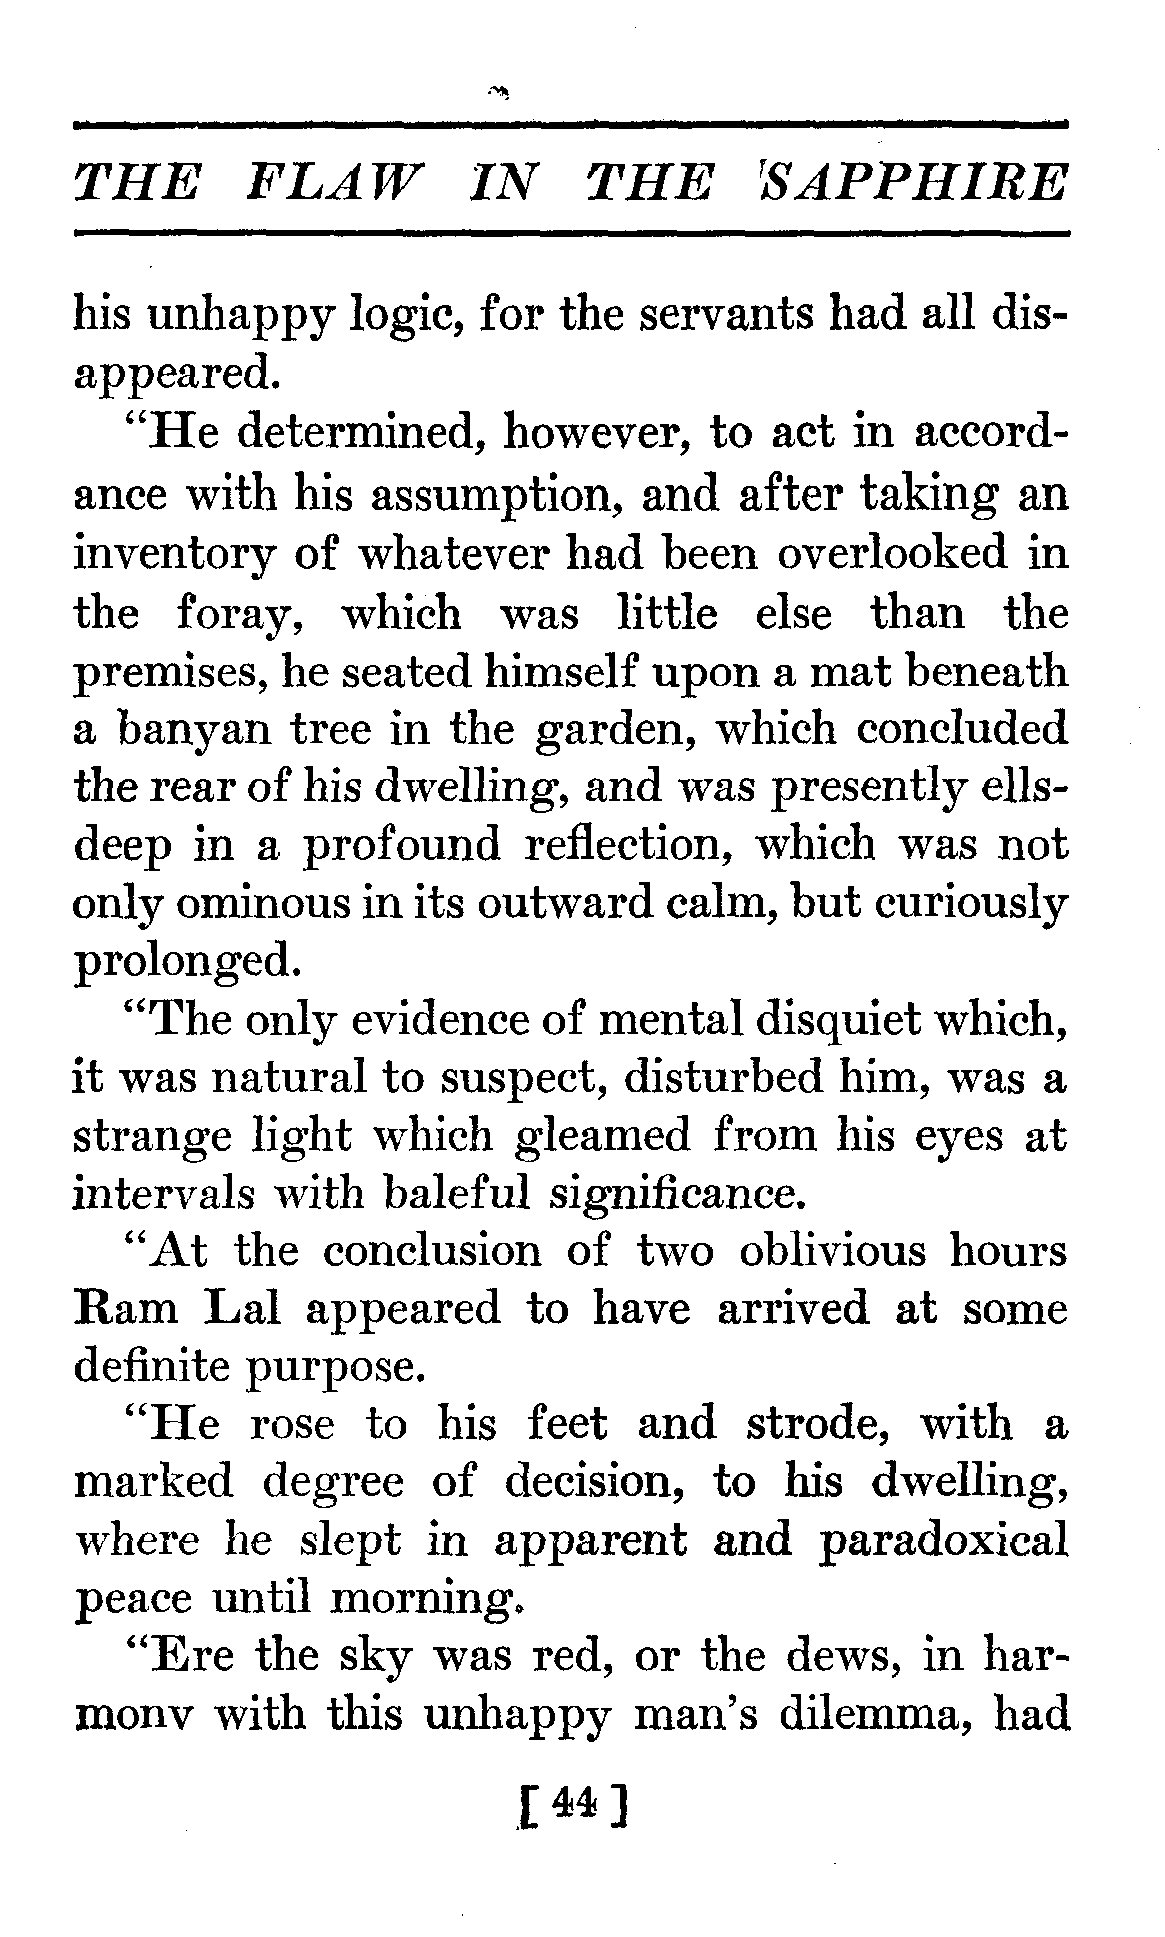 THE FLAW IN THE SAPPHIRE
his unhappy logic, for the servants had all dis-
appeared.
“He determined, however, to act in accord-
ance with his assumption, and after taking an
inventory of whatever had been overlooked in
the foray, which was little else than the
premises, he seated himself upon a mat beneath
a banyan tree in the garden, which concluded
the rear of his dwelling, and was presently ells-
deep in a profound reflection, which was not
only ominous in its outward calm, but curiously
prolonged.
“The only evidence of mental disquiet which,
it was natural to suspect, disturbed him, was a
strange light which gleamed from his eyes at
intervals with baleful significance.
“At the conclusion of two oblivious hours
Ram Lal appeared to have arrived at some
definite purpose.
“He rose to his feet and strode, with a
marked degree of decision, to his dwelling,
where he slept in apparent and paradoxical
peace until morning.
“Ere the sky was red, or the dews, in har-
mony with this unhappy man's dilemma, had
[ 44 ]